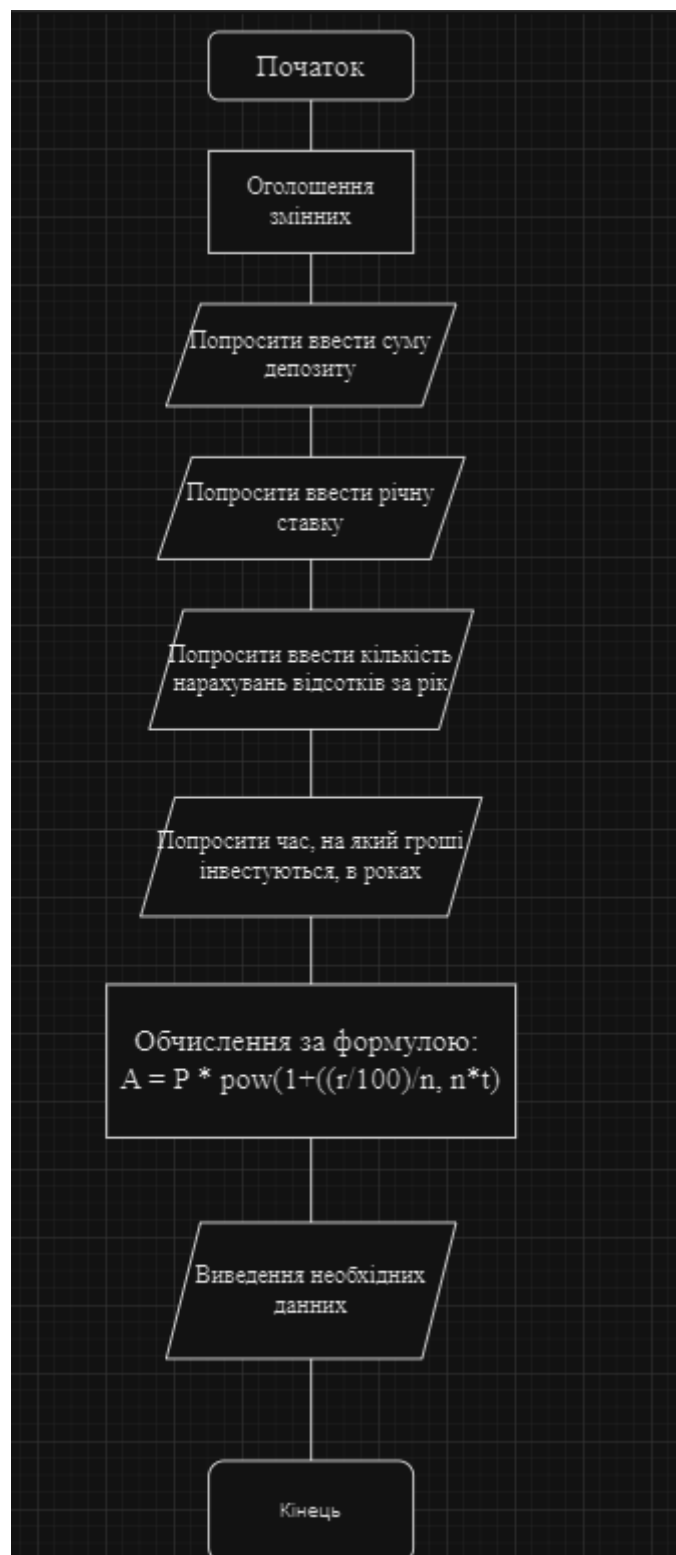 Початок
Оголошення
змінних
Попросити ввести суму
депозиту
Попросити ввести річну
ставку
Попросити ввести кількість
нарахувань відсотків за рік
Попросити час, на який гроші
інвестуються, в роках
Обчислення за формулою:
A = P * pow(1+((r/100)/n, n*t)
Виведення необхідних
данних
Кінець